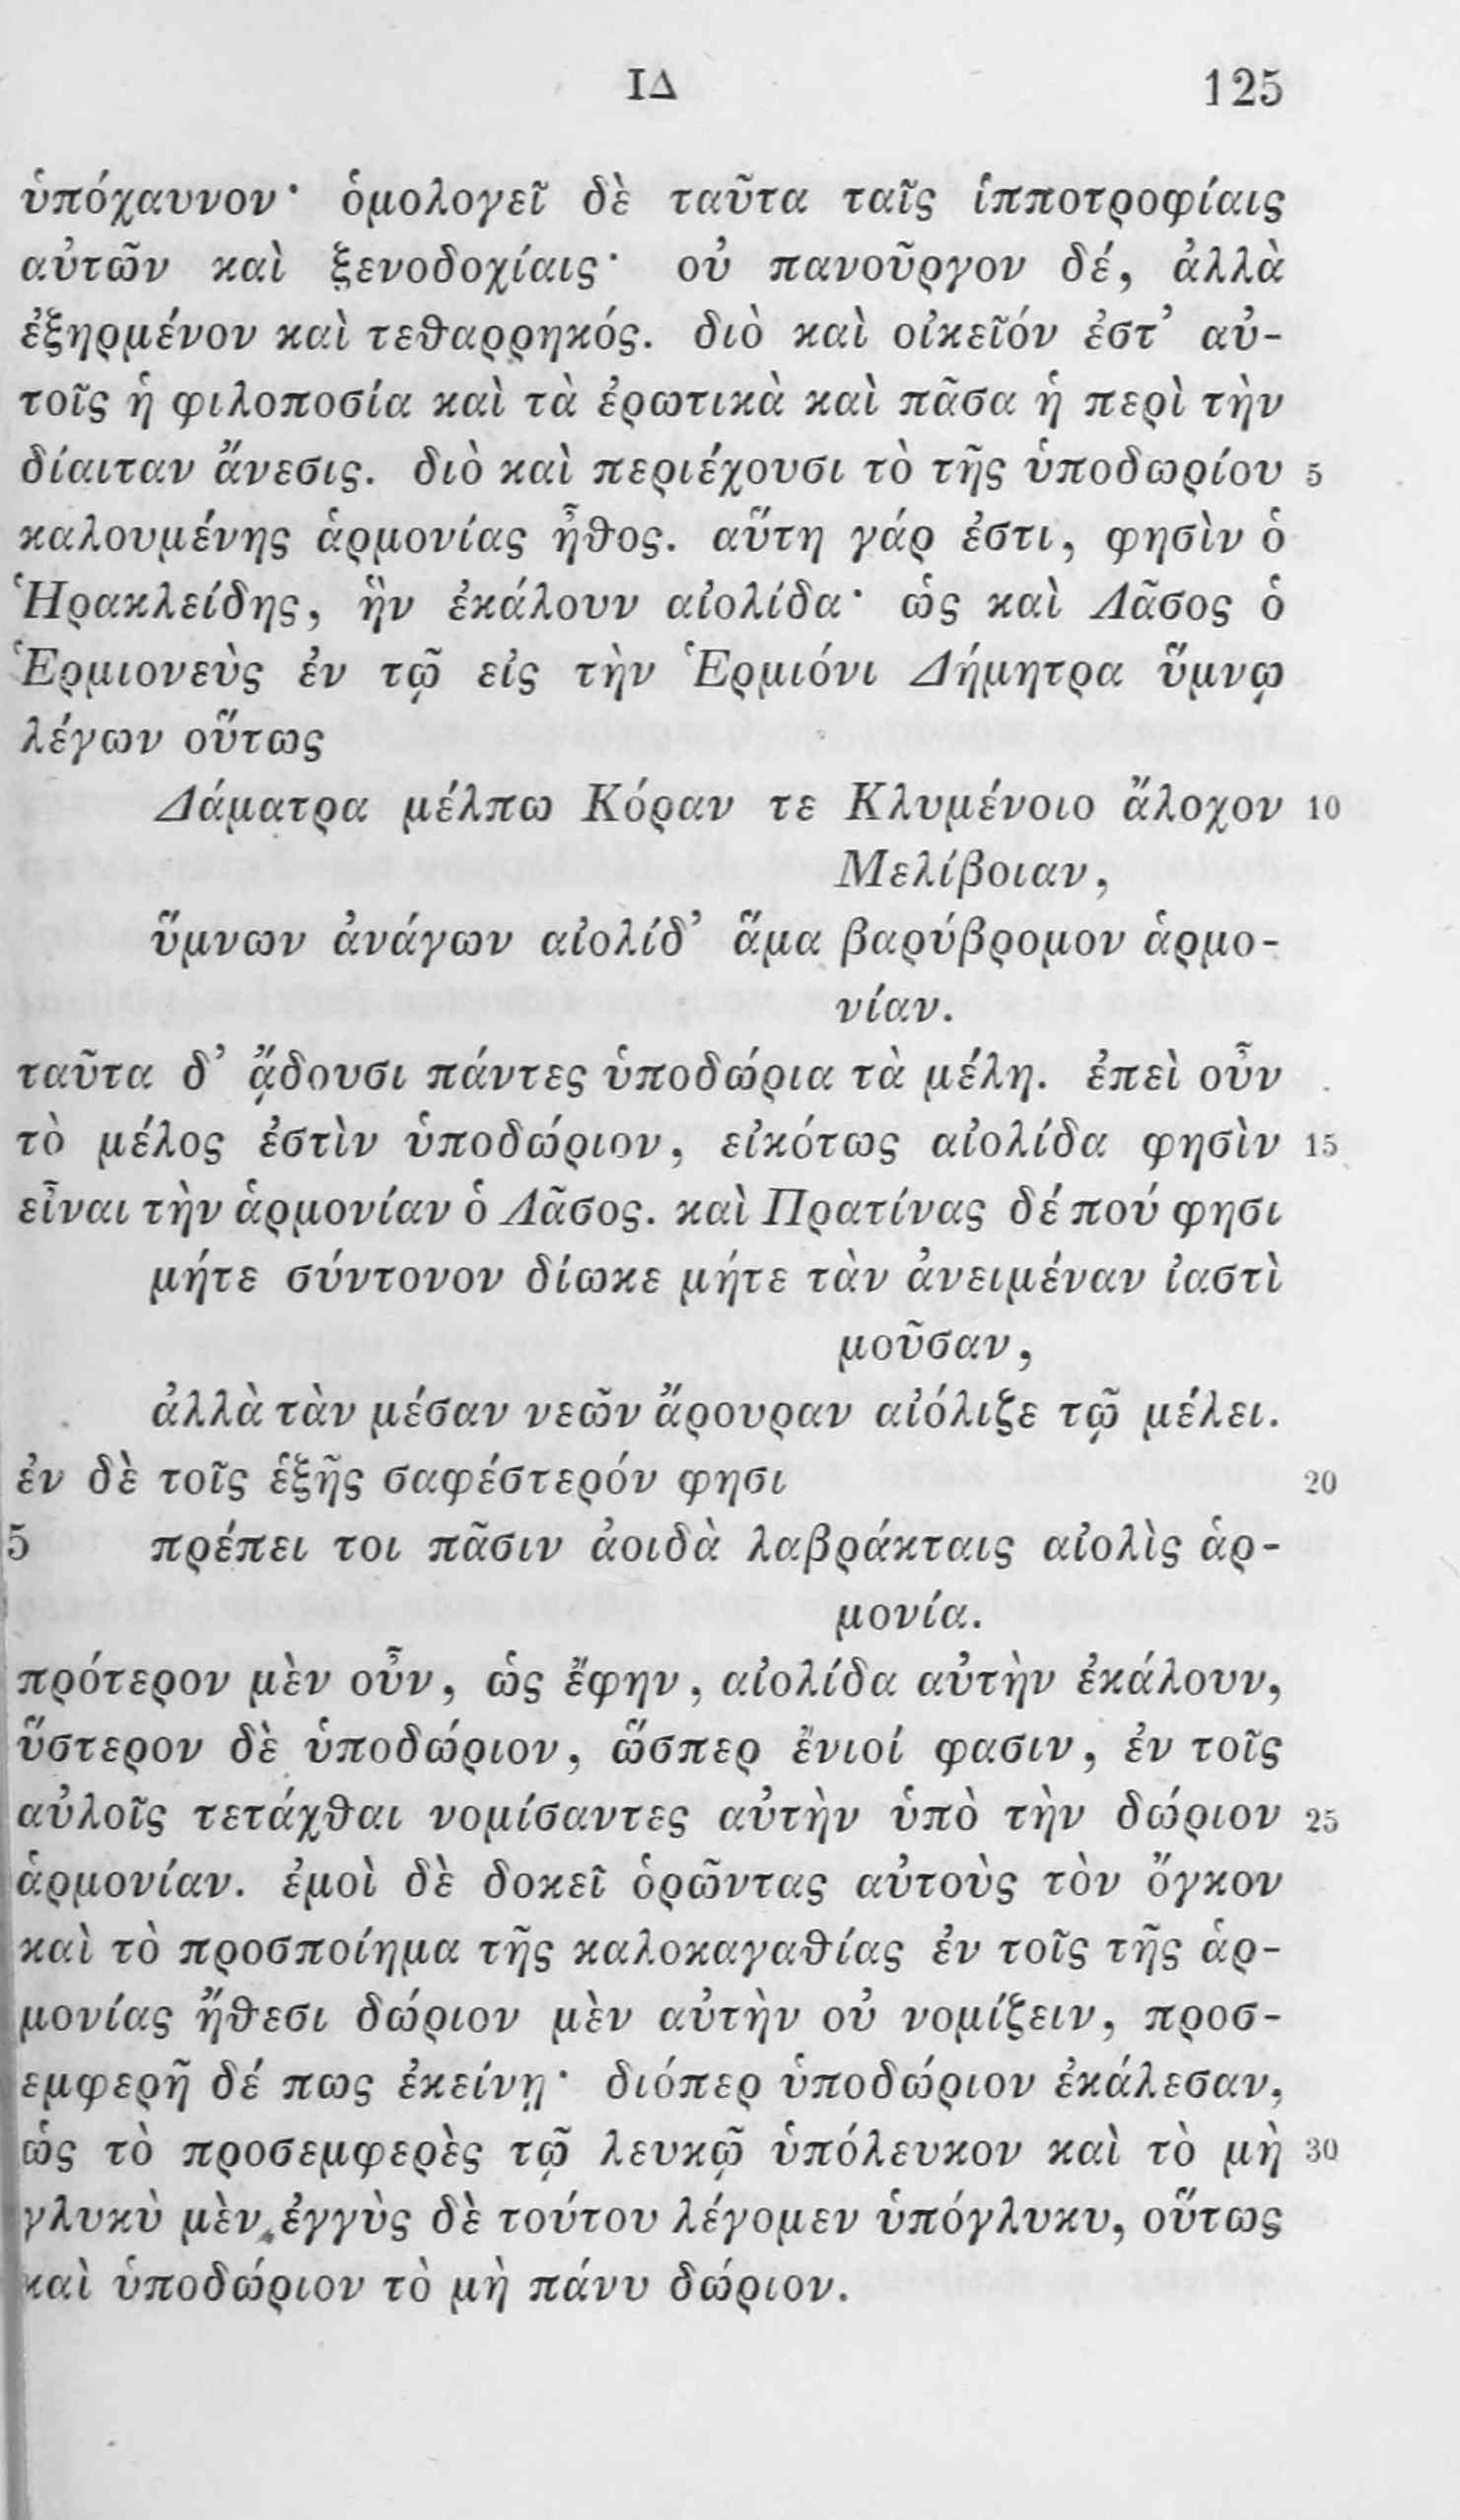 ΙΔ 125
ὑπόχαυνον· ὁμολογεῖ δὲ ταῦτα ταῖς ἱπποτροφίαις
αὐτῶν καὶ ξενοδοχίαις· οὐ πανοῦργον δέ, ἀλλὰ
ἐξηρμένον καὶ τεθαρρηκός. διὸ καὶ οἰκεῖόν ἐστ’ αὐ-
τοῖς ἡ φιλοποσία καὶ τὰ ἐρωτικὰ καὶ πᾶσα ἡ περὶ τὴν
δίαιταν ἄνεσις. διὸ καὶ περιέχουσι τὸ τῆς ὑποδωρίου 5
καλουμένης ἁρμονίας ἦθος. αὕτη γάρ ἐστι, φησὶν ὁ
Ἡρακλείδης, ἣν ἐκάλουν αἰολίδα· ὡς καὶ Λᾶσος ὁ
Ἑρμιονεὺς ἐν τῷ εἰς τὴν Ἑρμιόνι Δήμητρα ὕμνῳ
λέγων οὕτως
Δάματρα μέλπω Κόραν τε Κλυμένοιο ἄλοχον 10
Μελίβοιαν,
ὕμνων ἀνάγων αἰολίδ’ ἅμα βαρύβρομον ἁρμο-
νίαν.
ταῦτα δ’ ᾄδουσι πάντες ὑποδώρια τὰ μέλη. ἐπεὶ οὖν
τὸ μέλος ἐστὶν ὑποδώριον, εἰκότως αἰολίδα φησὶν 15
εἶναι τὴν ἁρμονίαν ὁ Λᾶσος. καὶ Πρατίνας δέ πού φησι
μήτε σύντονον δίωκε μήτε τὰν ἀνειμέναν ἰαστὶ
μοῦσαν,
ἀλλὰ τὰν μέσαν νεῶν ἄρουραν αἰόλιζε τῷ μέλει.
ἐν δὲ τοῖς ἑξῆς σαφέστερόν φησι 20
5 πρέπει τοι πᾶσιν ἀοιδὰ λαβράκταις αἰολὶς ἁρ-
μονία.
πρότερον μὲν οὖν, ὡς ἔφην, αἰολίδα αὐτὴν ἐκάλουν,
ὕστερον δὲ ὑποδώριον, ὥσπερ ἔνιοί φασιν, ἐν τοῖς
αὐλοῖς τετάχθαι νομίσαντες αὐτὴν ὑπὸ τὴν δώριον 25
ἁρμονίαν. ἐμοὶ δὲ δοκεῖ ὁρῶντας αὐτοὺς τὸν ὄγκον
καὶ τὸ προσποίημα τῆς καλοκαγαθίας ἐν τοῖς τῆς ἁρ-
μονίας ἤθεσι δώριον μὲν αὐτὴν οὐ νομίζειν, προσ-
εμφερῆ δέ πως ἐκείνῃ· διόπερ ὑποδώριον ἐκάλεσαν,
ὡς τὸ προσεμφερὲς τῷ λευκῷ ὑπόλευκον καὶ τὸ μὴ 30
γλυκὺ μὲν ἐγγὺς δὲ τούτου λέγομεν ὑπόγλυκυ, οὕτως
καὶ ὑποδώριον τὸ μὴ πάνυ δώριον.